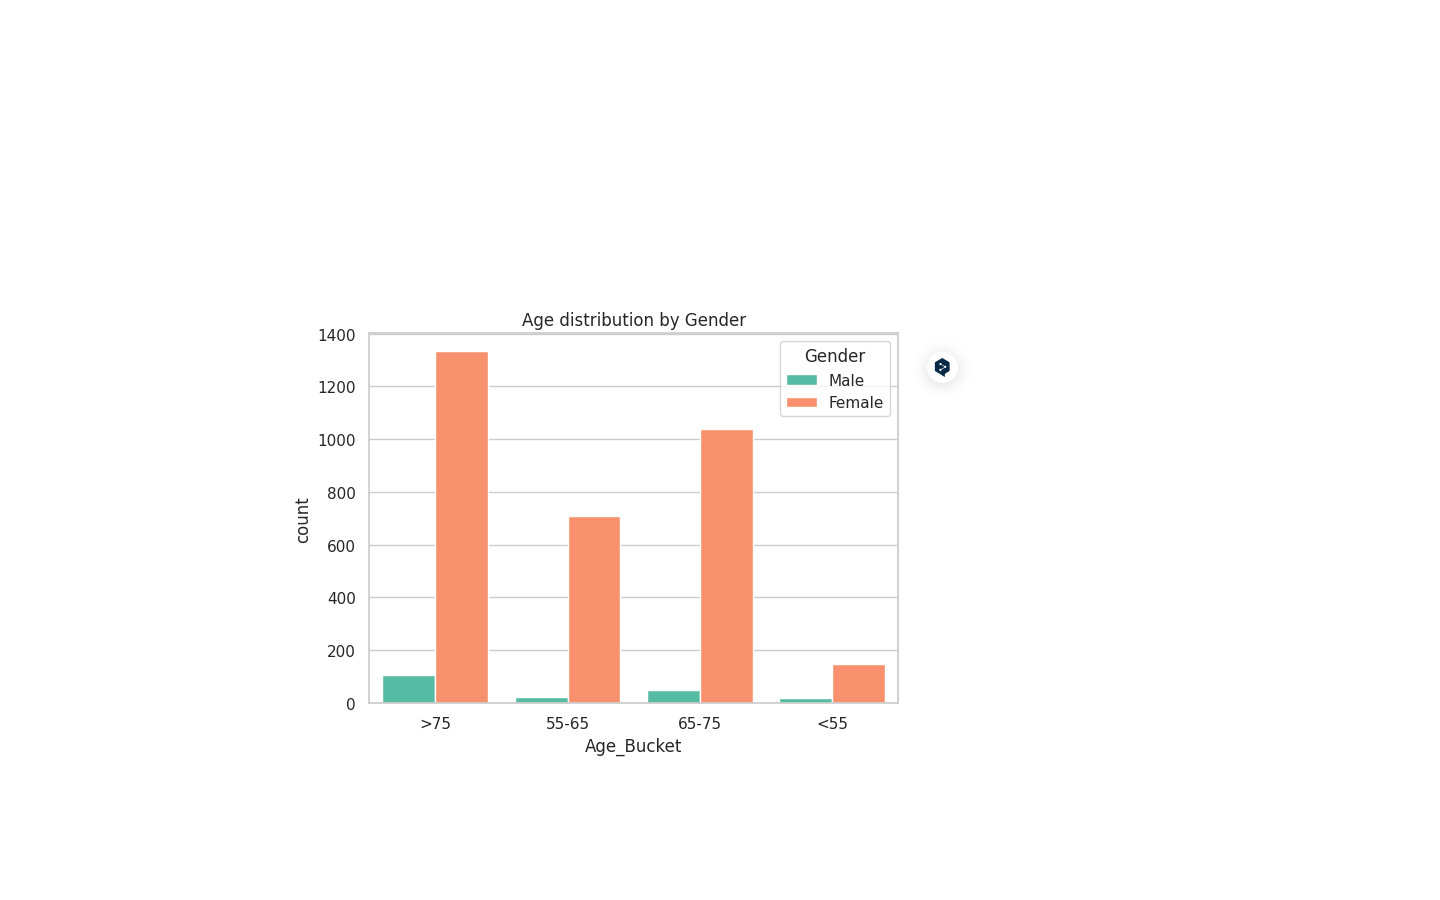 Age distribution by Gender
1400
1200
1000
800
600
400
200
0
count
Gender
Male
Female
>75
55-65
65-75
<55
Age_Bucket